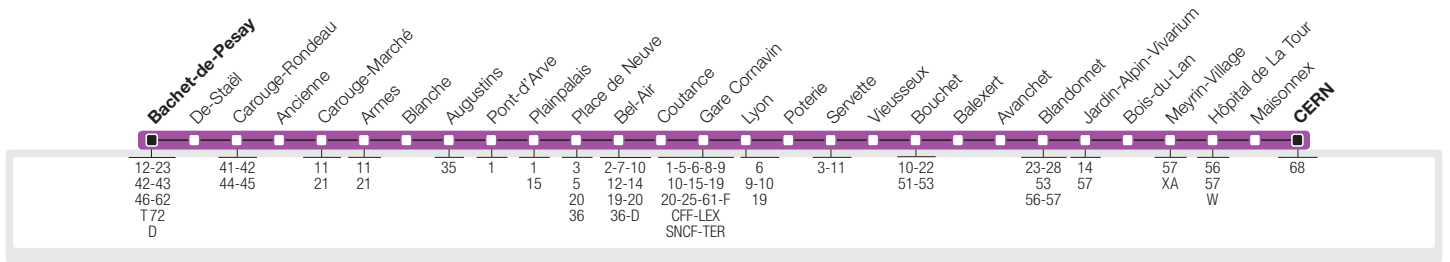 Bachet-de-Pesay
De-Staël
Carouge-Rondeau
Ancienne
Carouge-Marché
Armes
Blanche
Augustins
Pont-d'Arve
Plainpalais
Place de Neuve
Bel-Air
Coutance
Gare Cornavin
Lyon
Poterie
Servette
Vieusseux
Bouchet
Balexert
Avanchet
Blandonnet
Jardin-Alpin-Vivarium
Bois-du-Lan
Meyrin-Village
Hôpital de La Tour
Maisonnex
CERN
12-23
42-43
46-62
T 72
D
41-42
44-45
11
21
11
21
35
1
1
15
3
5
20
36
2-7-10
12-14
19-20
36-D
1-5-6-8-9
10-15-19
20-25-61-F
CFF-LEX
SNCF-TER
6
9-10
19
3-11
10-22
51-53
23-28
53
56-57
14
57
57
XA
56
57
W
68